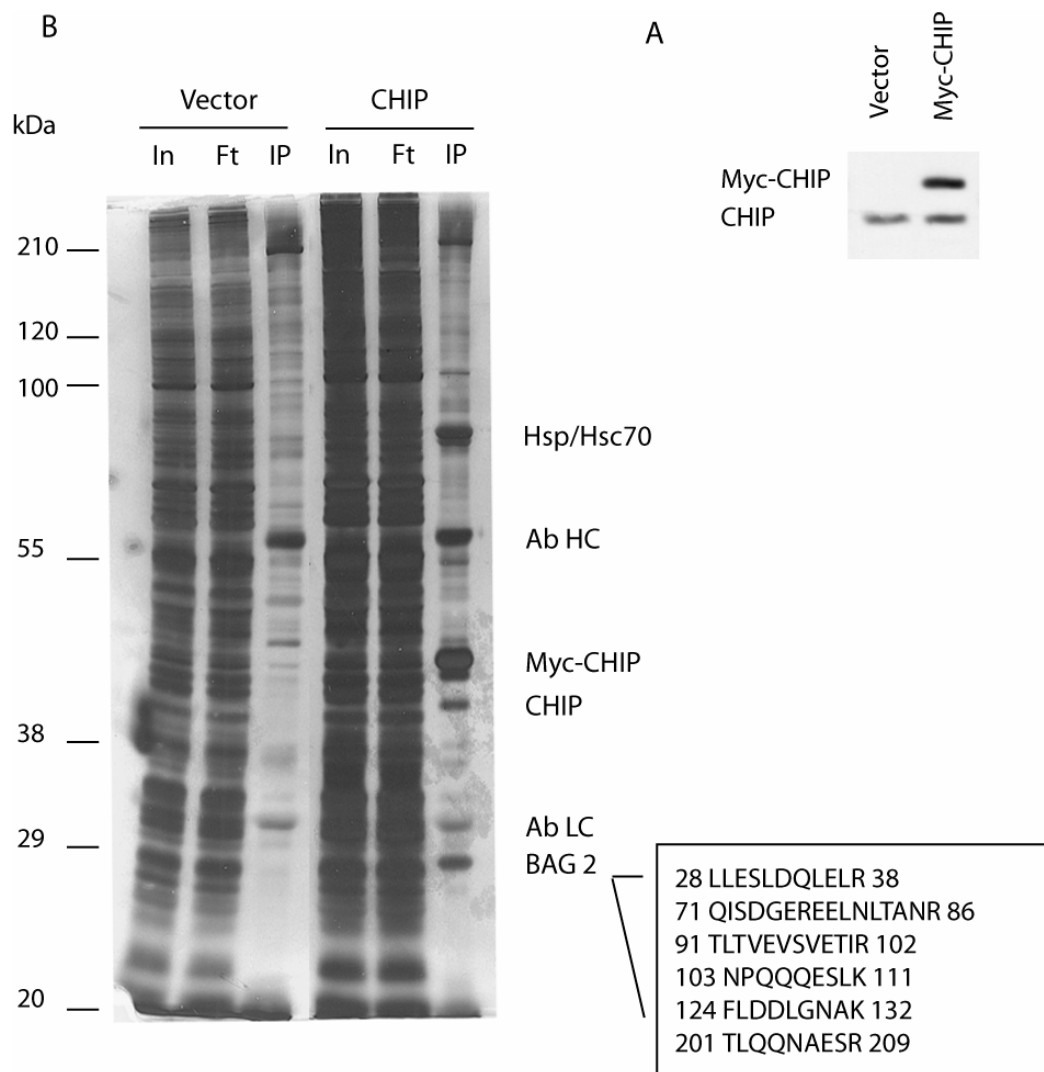 B
A
Vector
Myc-CHIP
Myc-CHIP
CHIP
Vector CHIP
kDa
In Ft IP In Ft IP
210
120
100
Hsp/Hsc70
Ab HC
55
Myc-CHIP
CHIP
38
Ab LC
29
BAG 2
28 LLESLDQLELR 38
71 QISDGEREELNLTANR 86
91 TLTVEVSVETIR 102
103 NPQQQESLK 111
124 FLDDLGNAK 132
201 TLQQNAESR 209
20